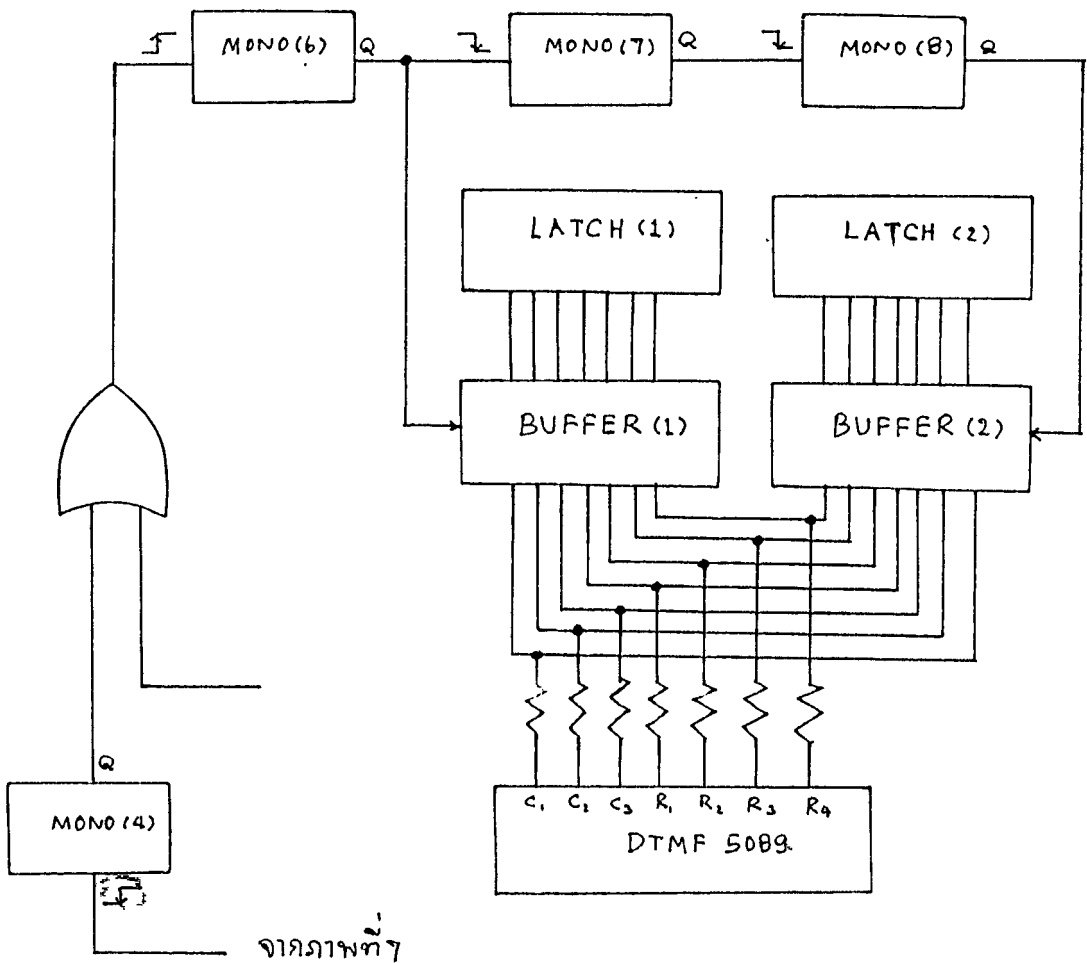 MONO(6)
Q
MONO(7)
Q
MONO(8)
Q
LATCH (1)
LATCH (2)
BUFFER (1)
BUFFER (2)
Q
MONO(4)
C₁ C₂ C₃ R₁ R₂ R₃ R₄
DTMF 5089
จากภาพที่ 7